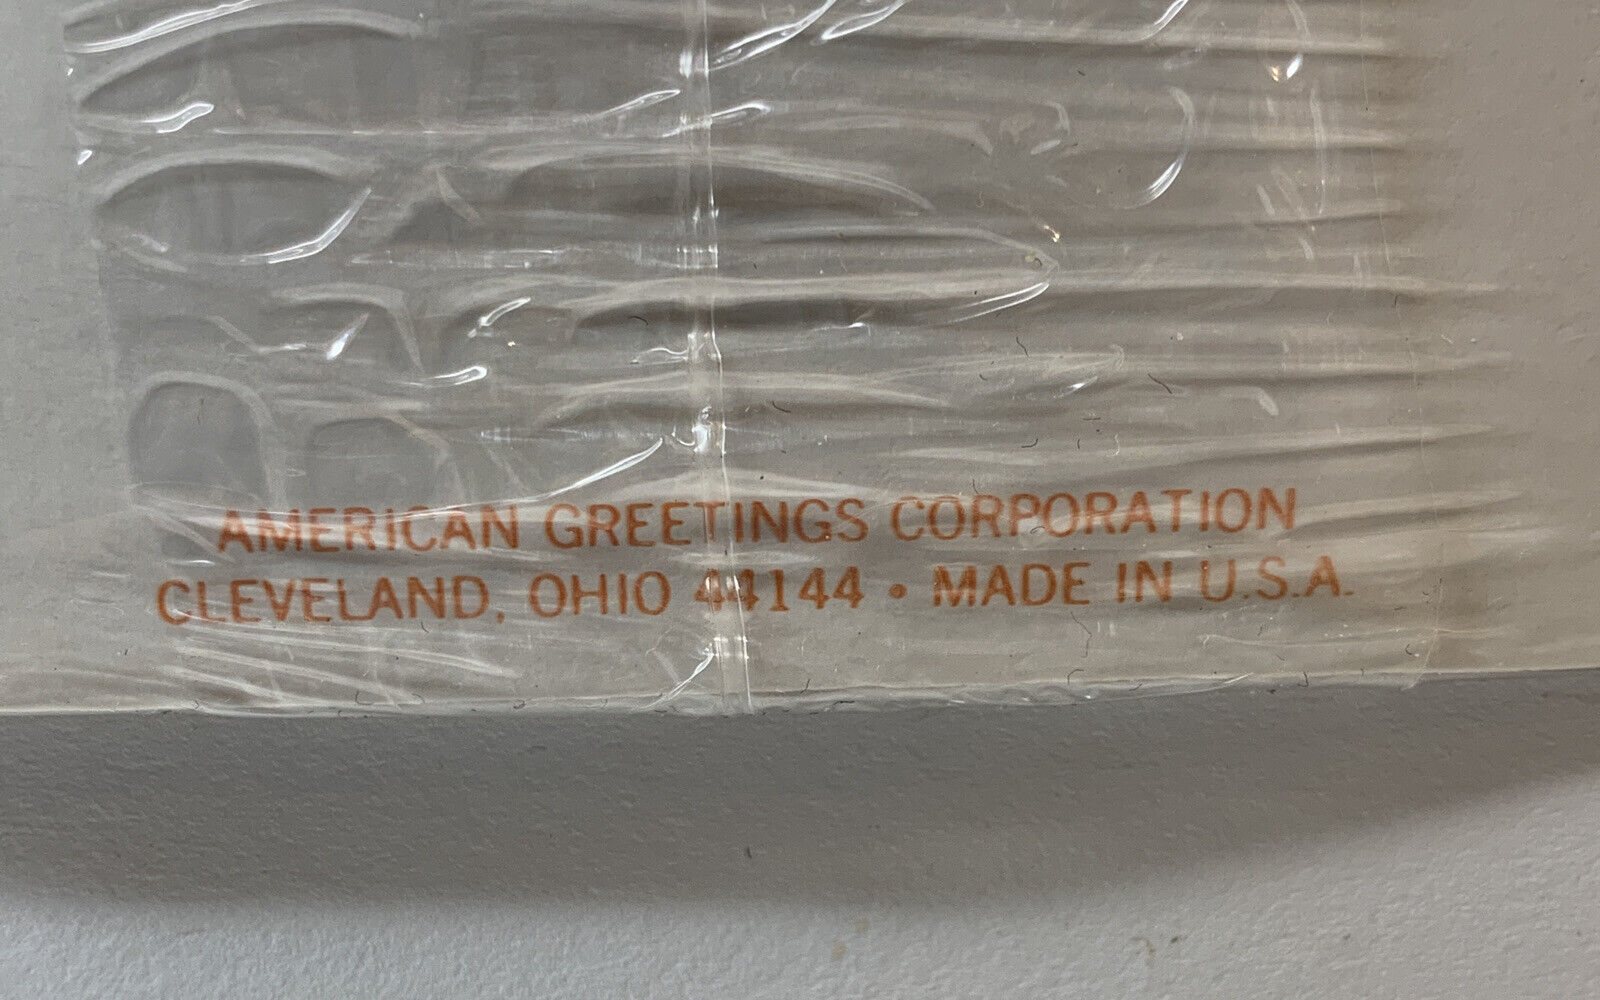 AMERICAN GREETINGS CORPORATION
CLEVELAND, OHIO 44144 • MADE IN U.S.A.